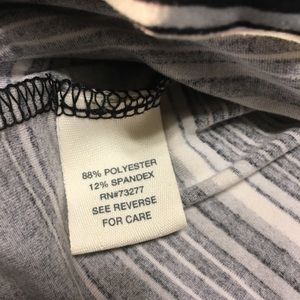 88% POLYESTER
12% SPANDEX
RN#73277
SEE REVERSE
FOR CARE